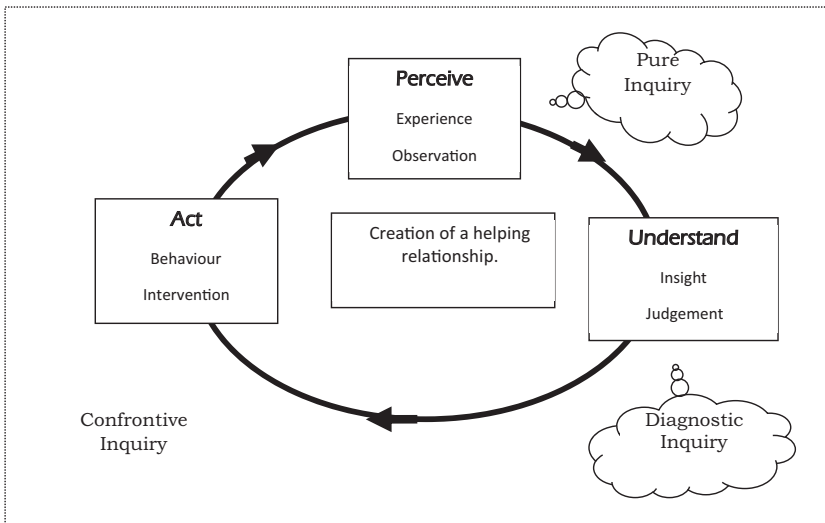 Perceive
Experience
Observation
Pure
Inquiry
Act
Behaviour
Intervention
Creation of a helping
relationship.
Understand
Insight
Judgement
Confrontive
Inquiry
Diagnostic
Inquiry